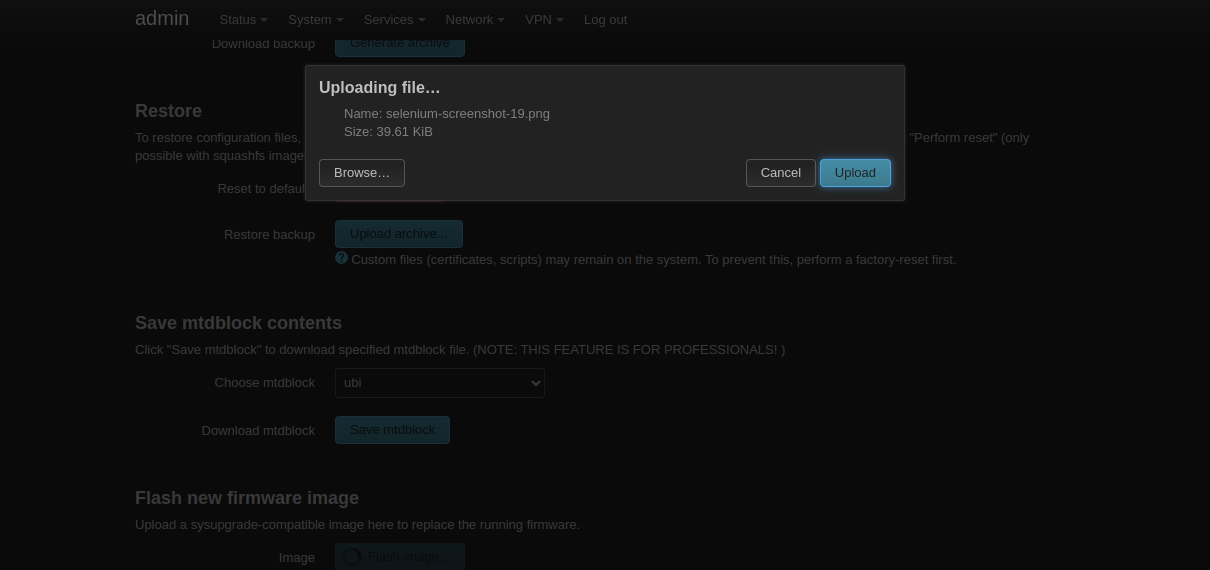 admin Status System Services Network VPN Log out
Download backup Generate archive
Uploading file…
Name: selenium-screenshot-19.png
Size: 39.61 KiB
Browse… Cancel Upload
Restore
To restore configuration files, "Perform reset" (only
possible with squashfs image
Reset to defaul
Restore backup Upload archive...
? Custom files (certificates, scripts) may remain on the system. To prevent this, perform a factory-reset first.
Save mtdblock contents
Click "Save mtdblock" to download specified mtdblock file. (NOTE: THIS FEATURE IS FOR PROFESSIONALS! )
Choose mtdblock ubi
Download mtdblock Save mtdblock
Flash new firmware image
Upload a sysupgrade-compatible image here to replace the running firmware.
Image Flash image...